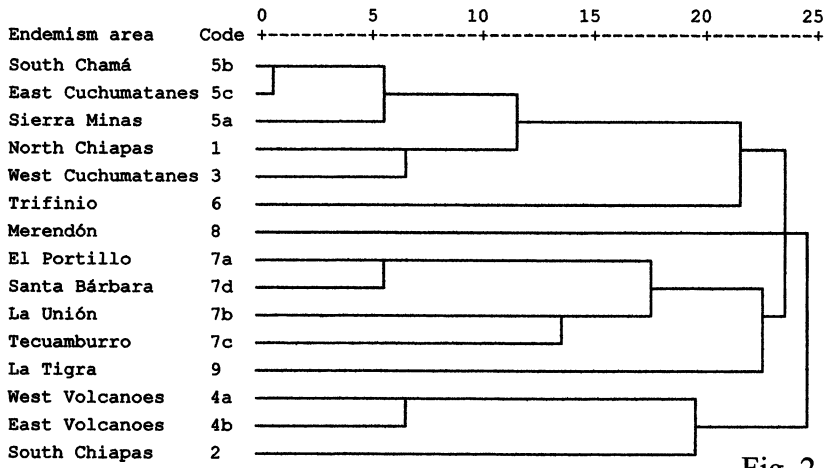 0 5 10 15 20 25
Endemism area Code +----+----+----+----+----+----+----+----+----+----+
South Chamá 5b
East Cuchumatanes 5c
Sierra Minas 5a
North Chiapas 1
West Cuchumatanes 3
Trifinio 6
Merendón 8
El Portillo 7a
Santa Bárbara 7d
La Unión 7b
Tecuamburro 7c
La Tigra 9
West Volcanoes 4a
East Volcanoes 4b
South Chiapas 2
Fig. 2